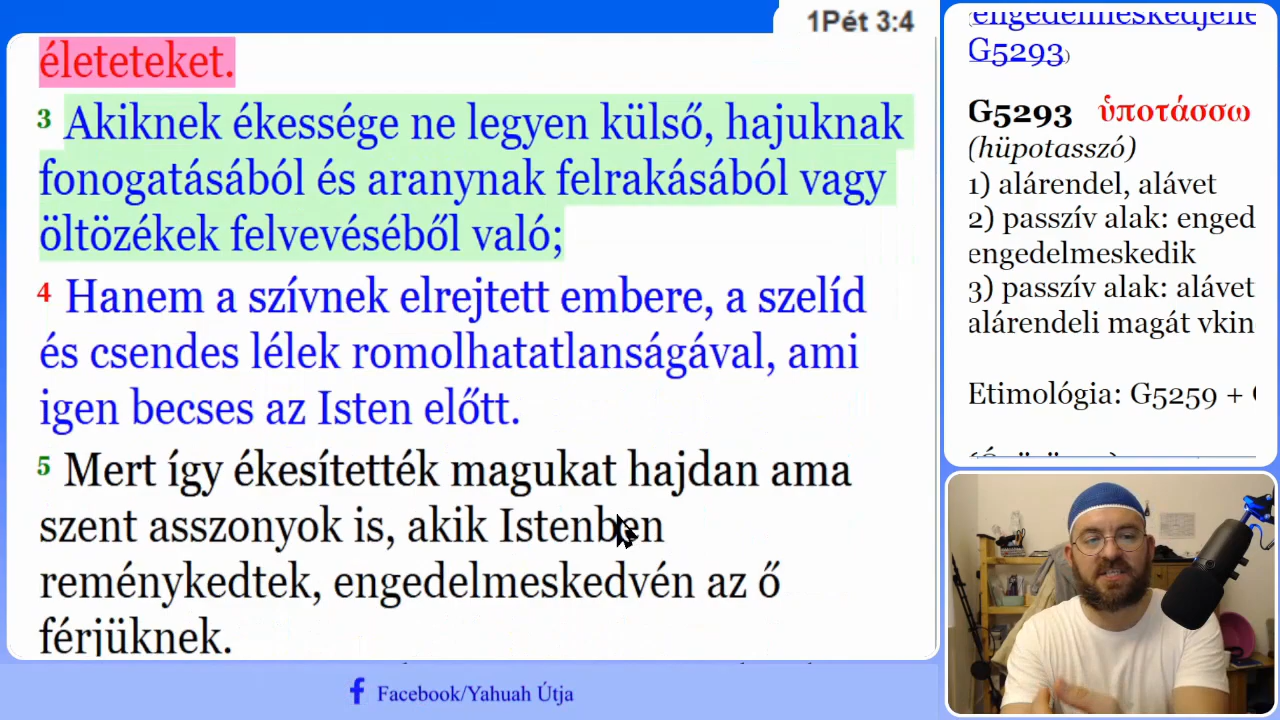 1Pét 3:4
életeteket.
3 Akiknek ékessége ne legyen külső, hajuknak
fonogatásából és aranynak felrakásából vagy
öltözékek felvevéséből való;
4 Hanem a szívnek elrejtett embere, a szelíd
és csendes lélek romolhatatlanságával, ami
igen becses az Isten előtt.
5 Mert így ékesítették magukat hajdan ama
szent asszonyok is, akik Istenben
reménykedtek, engedelmeskedvén az ő
férjüknek.
Facebook/Yahuah Útja
engedelmeskedjene
G5293)
G5293 ὑποτάσσω
(hüpotasszó)
1) alárendel, alávet
2) passzív alak: enged
engedelmeskedik
3) passzív alak: alávet
alárendeli magát vkin
Etimológia: G5259 +